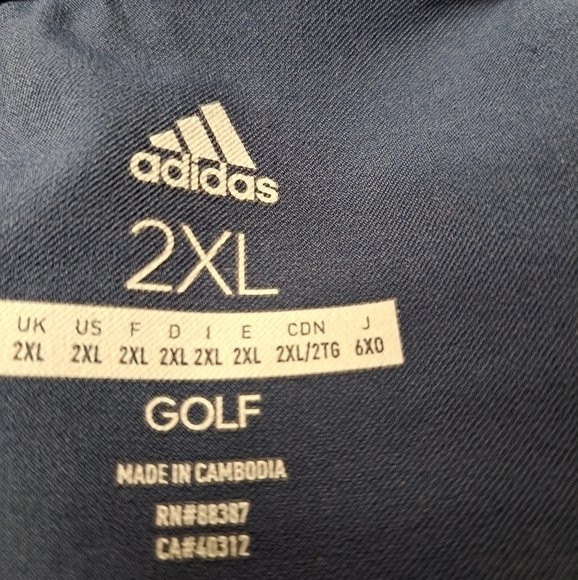 adidas
2XL
UK US F D I E CDN J
2XL 2XL 2XL 2XL 2XL 2XL 2XL/2TG 6XO
GOLF
MADE IN CAMBODIA
RN#88387
CA#40312